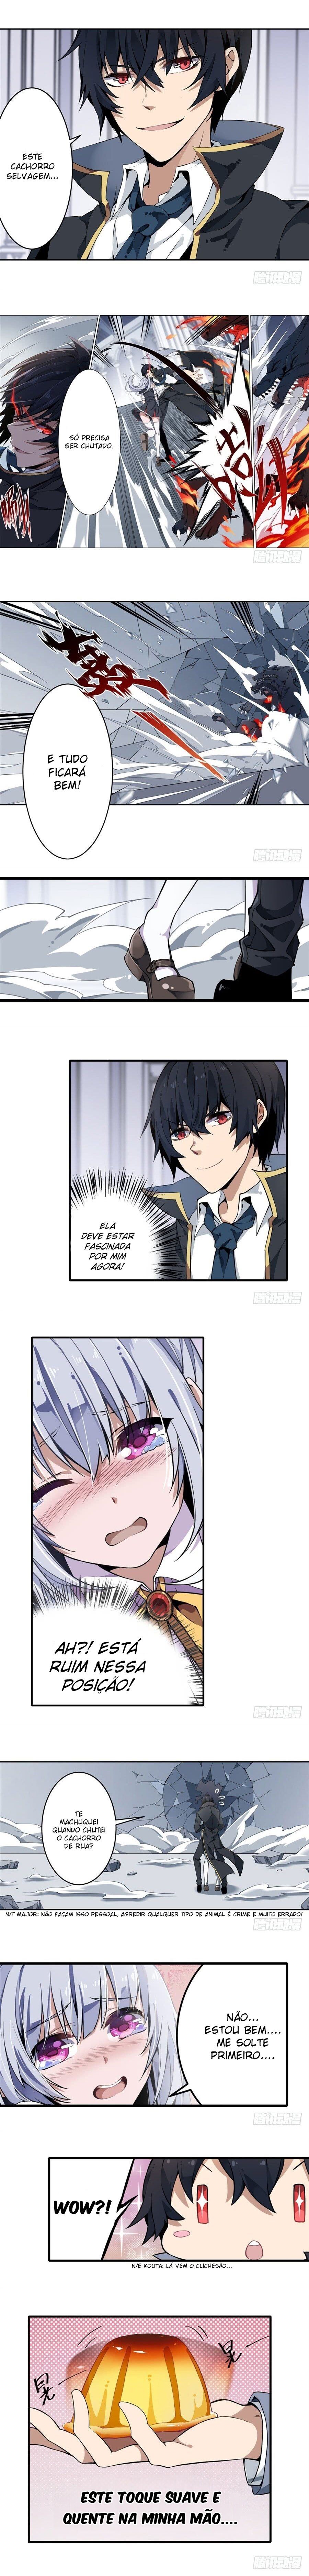 ESTE
CACHORRO
SELVAGEM...
SÓ PRECISA
SER CHUTADO.
E TUDO
FICARÁ
BEM!
ELA
DEVE ESTAR
FASCINADA
POR MIM
AGORA!
AH?! ESTÁ
RUIM NESSA
POSIÇÃO!
TE
MACHUQUEI
QUANDO CHUTEI
O CACHORRO
DE RUA?
N/T MAJOR: NÃO FAÇAM ISSO PESSOAL, AGREDIR QUALQUER TIPO DE ANIMAL É CRIME E MUITO ERRADO!
NÃO...
ESTOU BEM....
ME SOLTE
PRIMEIRO....
WOW?!
N/E KOUTA: LÁ VEM O CLICHESÃO...
晃
晃
ESTE TOQUE SUAVE E
QUENTE NA MINHA MÃO....